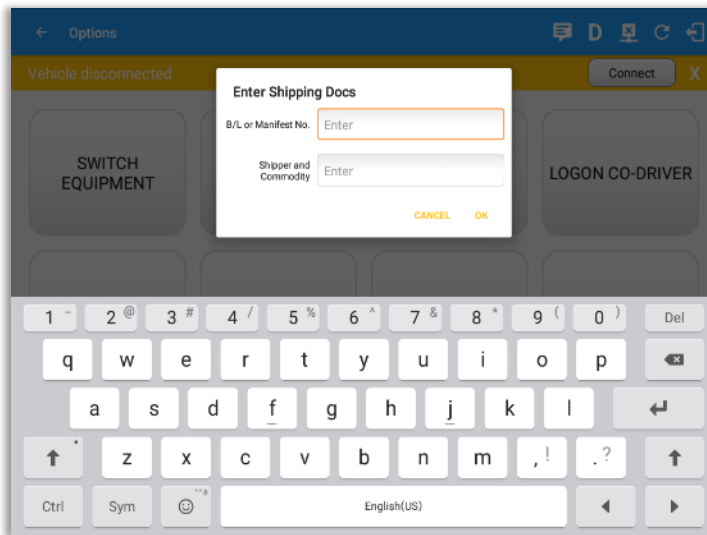 Options
D
Vehicle disconnected
Connect
X
Enter Shipping Docs
B/L or Manifest No.
Enter
Shipper and
Commodity
Enter
CANCEL
OK
SWITCH
EQUIPMENT
LOGON CO-DRIVER
1 - 2 @ 3 # 4 / 5 % 6 ^ 7 & 8 * 9 ( 0 ) Del
q w e r t y u i o p
a s d f g h j k l
z x c v b n m , ! . ?
Ctrl Sym English(US)